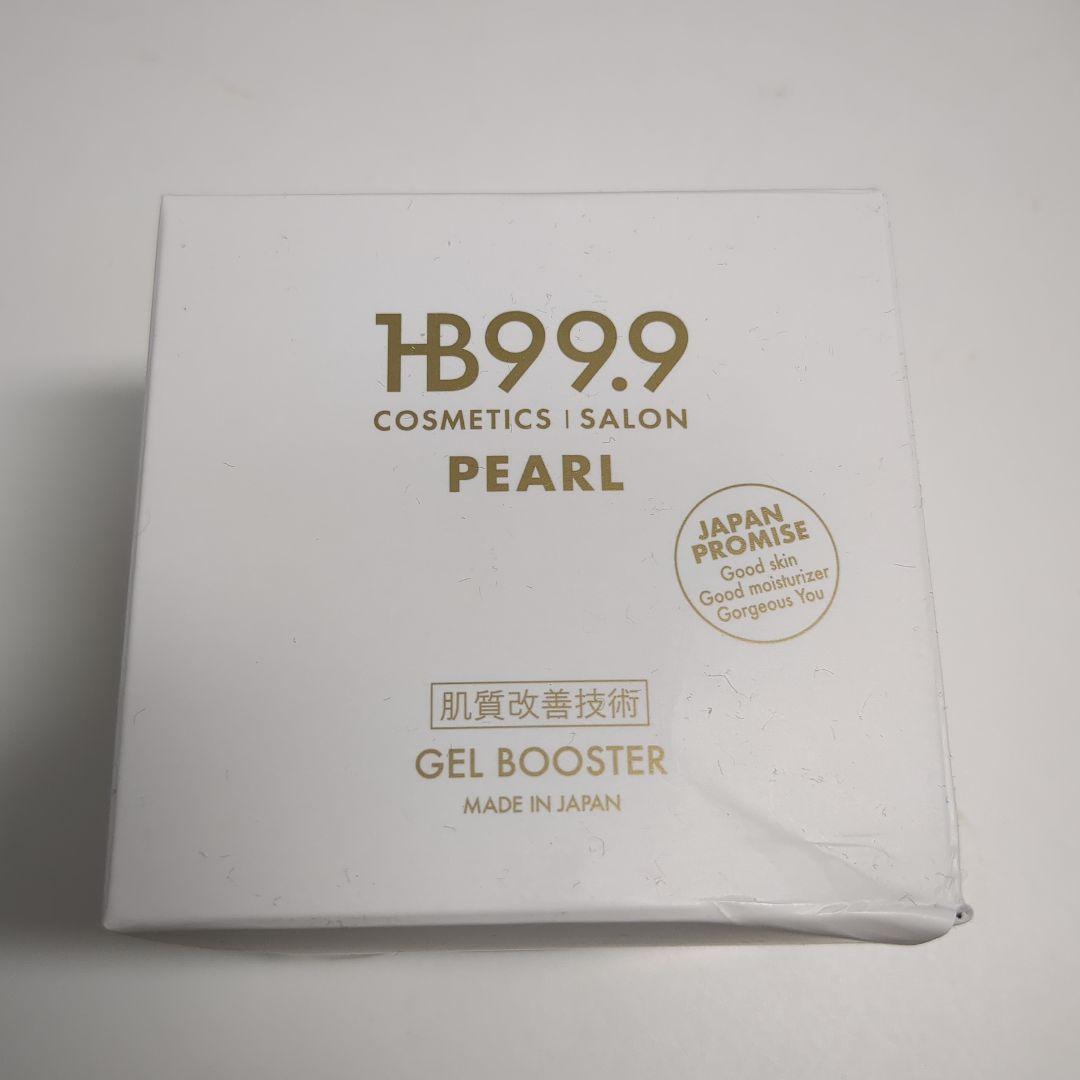 HB99.9
COSMETICS | SALON
PEARL
JAPAN
PROMISE
Good skin
Good moisturizer
Gorgeous You
肌質改善技術
GEL BOOSTER
MADE IN JAPAN